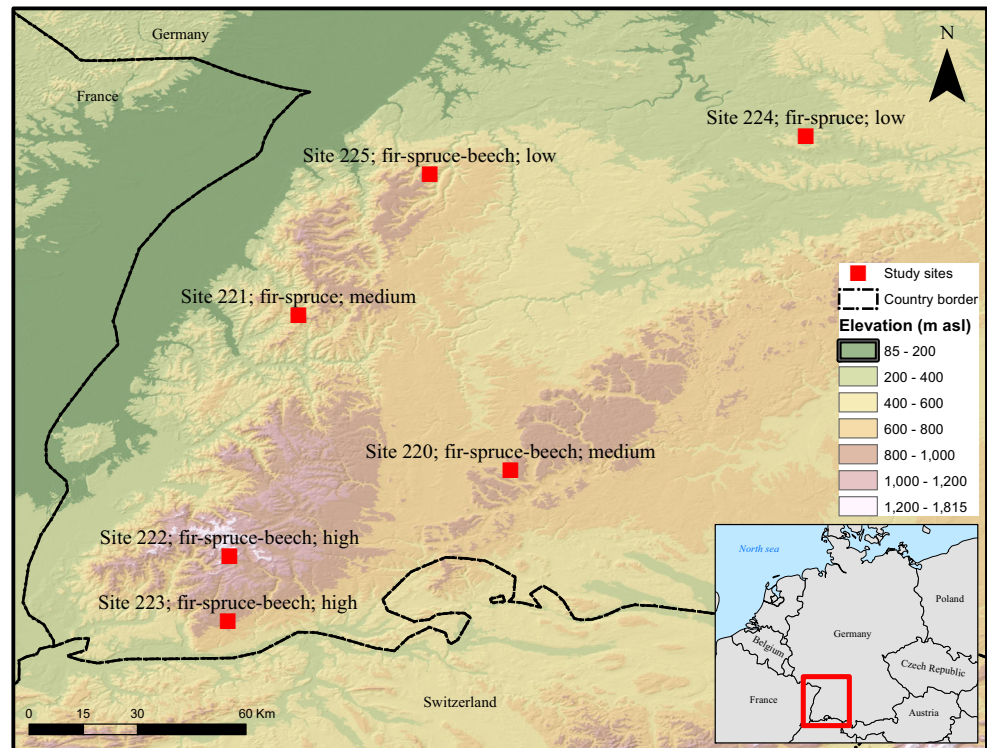 Germany
France
N
Site 224; fir-spruce; low
Site 225; fir-spruce-beech; low
Site 221; fir-spruce; medium
Site 220; fir-spruce-beech; medium
Site 222; fir-spruce-beech; high
Site 223; fir-spruce-beech; high
Switzerland
0 15 30 60 Km
Study sites
Country border
Elevation (m asl)
85 - 200
200 - 400
400 - 600
600 - 800
800 - 1,000
1,000 - 1,200
1,200 - 1,815
North sea
Poland
Belgium
Germany
Czech Republic
France
Austria